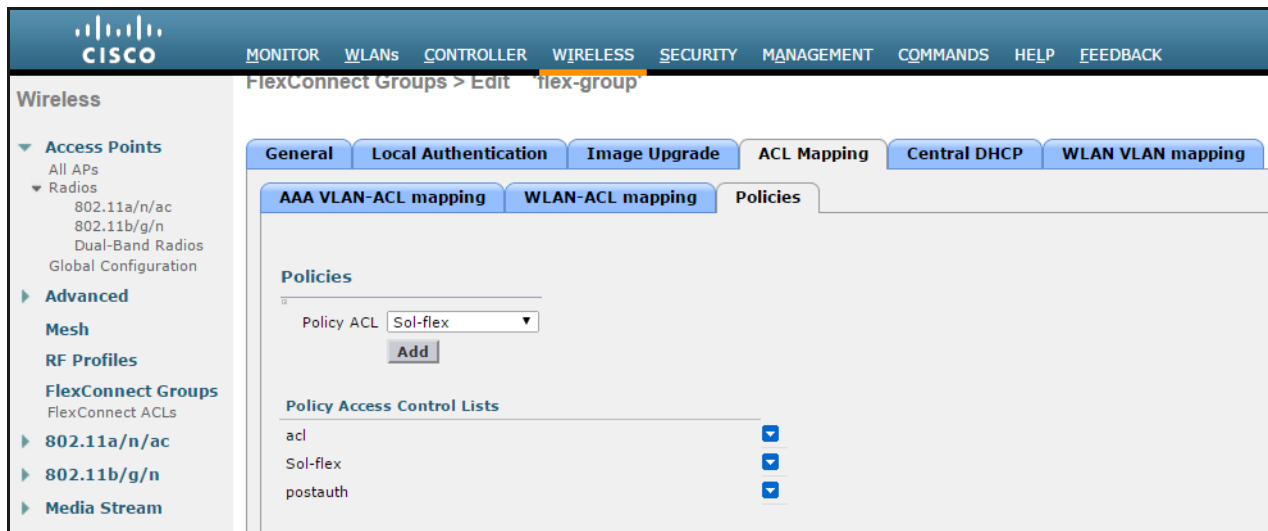 CISCO
MONITOR WLANs CONTROLLER WIRELESS SECURITY MANAGEMENT COMMANDS HELP FEEDBACK
Wireless
Access Points
All APs
Radios
802.11a/n/ac
802.11b/g/n
Dual-Band Radios
Global Configuration
Advanced
Mesh
RF Profiles
FlexConnect Groups
FlexConnect ACLs
802.11a/n/ac
802.11b/g/n
Media Stream
FlexConnect Groups > Edit 'flex-group'
General Local Authentication Image Upgrade ACL Mapping Central DHCP WLAN VLAN mapping
AAA VLAN-ACL mapping WLAN-ACL mapping Policies
Policies
Policy ACL Sol-flex
Add
Policy Access Control Lists
acl
Sol-flex
postauth